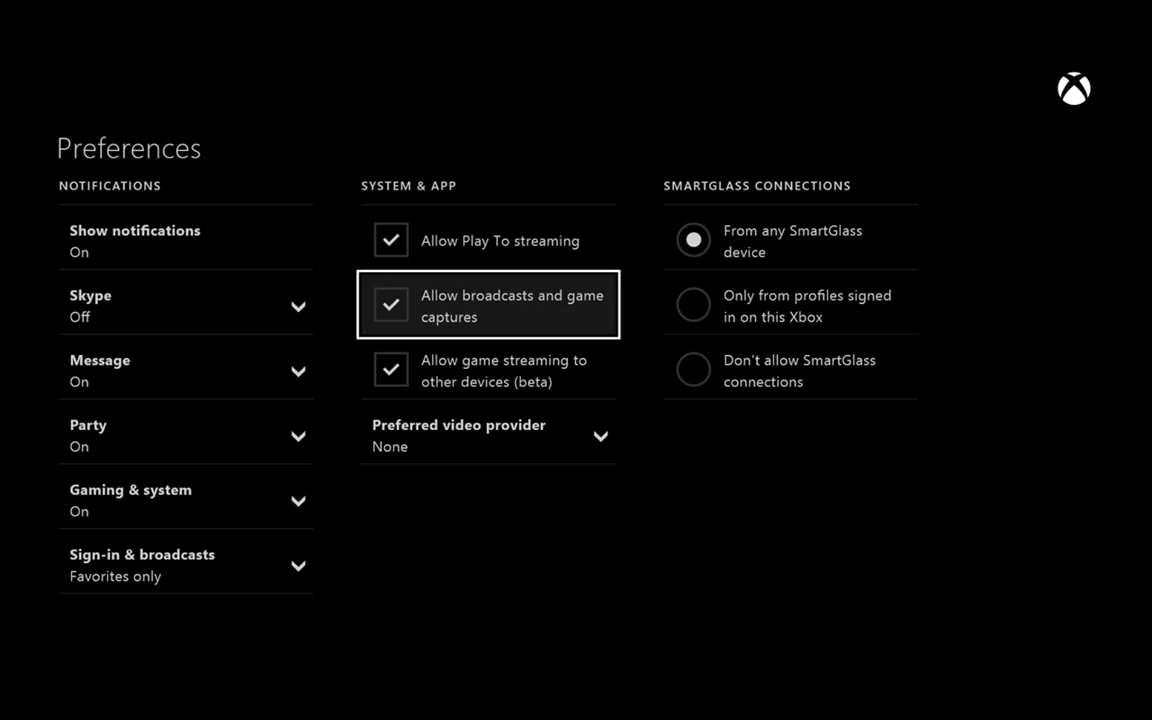 Preferences
NOTIFICATIONS
Show notifications
On
Skype
Off
Message
On
Party
On
Gaming & system
On
Sign-in & broadcasts
Favorites only
SYSTEM & APP
Allow Play To streaming
Allow broadcasts and game
captures
Allow game streaming to
other devices (beta)
Preferred video provider
None
SMARTGLASS CONNECTIONS
From any SmartGlass
device
Only from profiles signed
in on this Xbox
Don't allow SmartGlass
connections